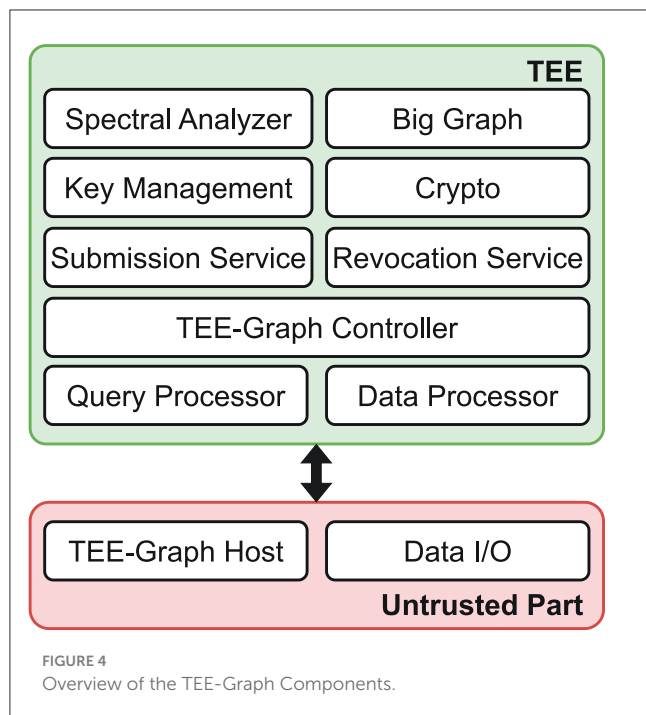 TEE
Spectral Analyzer
Big Graph
Key Management
Crypto
Submission Service
Revocation Service
TEE-Graph Controller
Query Processor
Data Processor
TEE-Graph Host
Data I/O
Untrusted Part
FIGURE 4
Overview of the TEE-Graph Components.